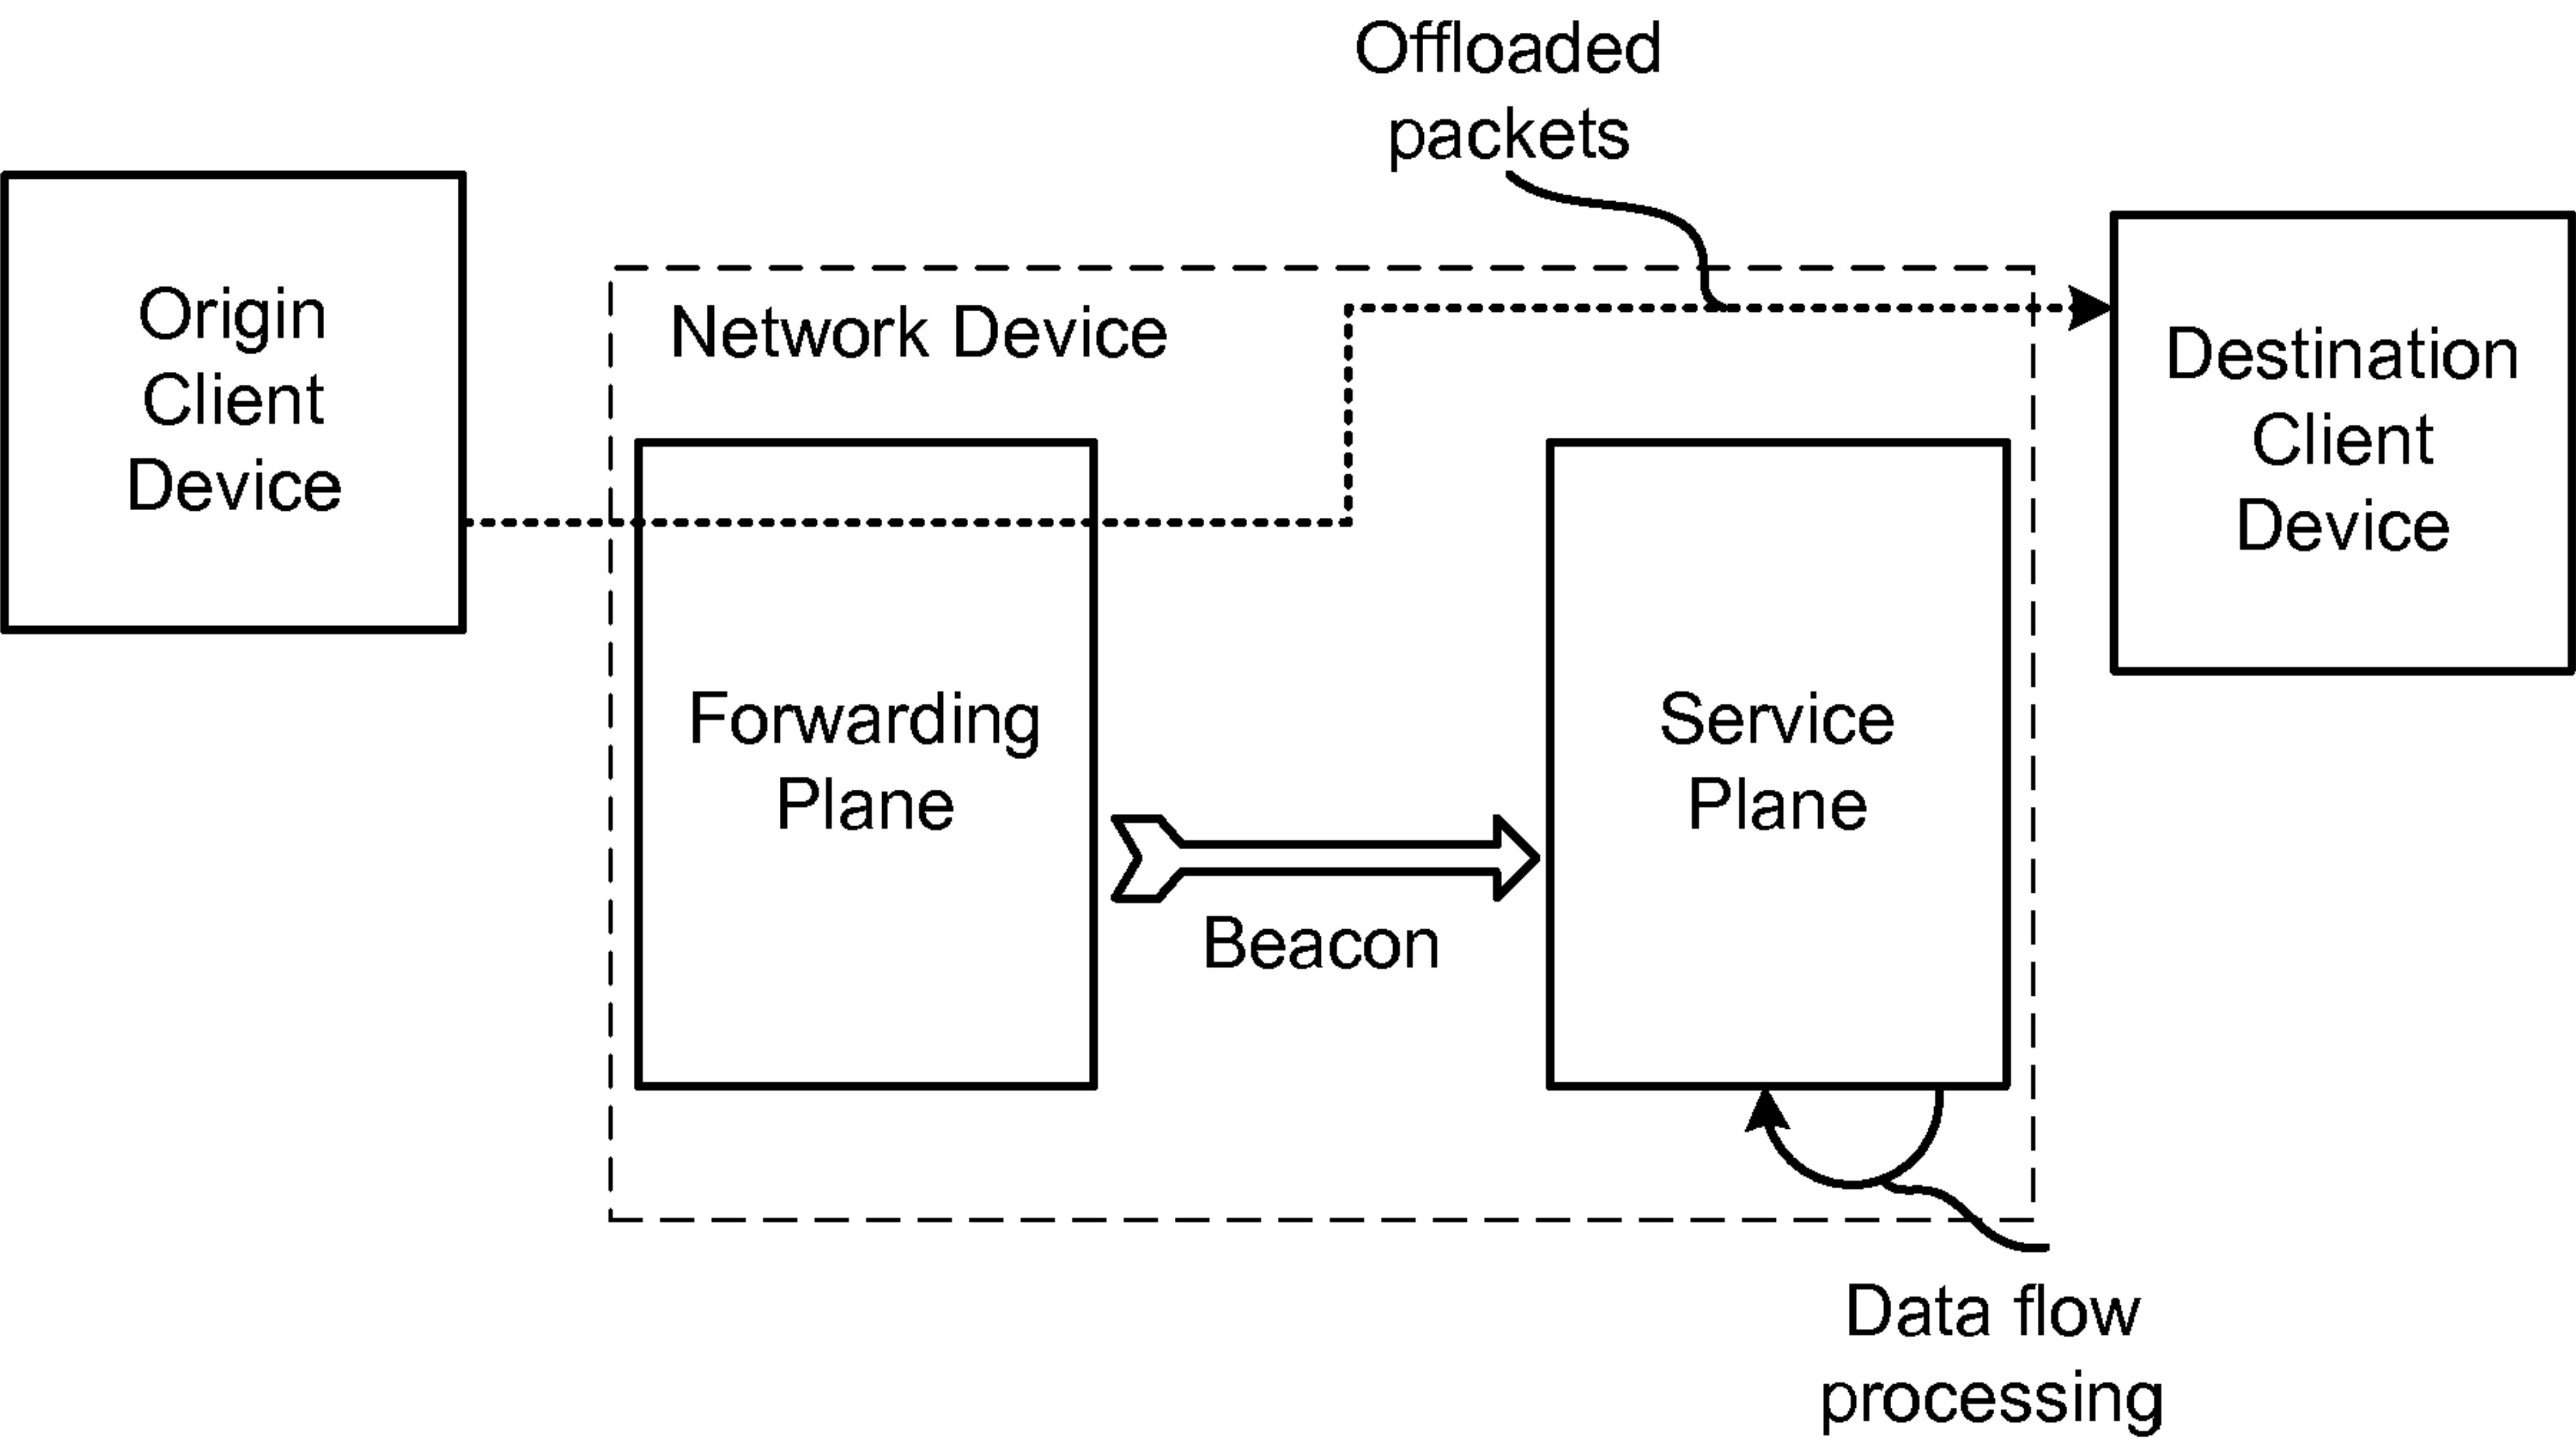 Offloaded
packets
Origin
Client
Device
Network Device
Destination
Client
Device
Forwarding
Plane
Service
Plane
Beacon
Data flow
processing